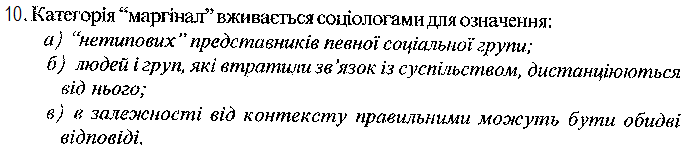 10. Категорія “маргінал” вживається соціологами для означення:
а) “нетипових” представників певної соціальної групи;
б) людей і груп, які втратили зв’язок із суспільством, дистанціюються
від нього;
в) в залежності від контексту правильними можуть бути обидві
відповіді.